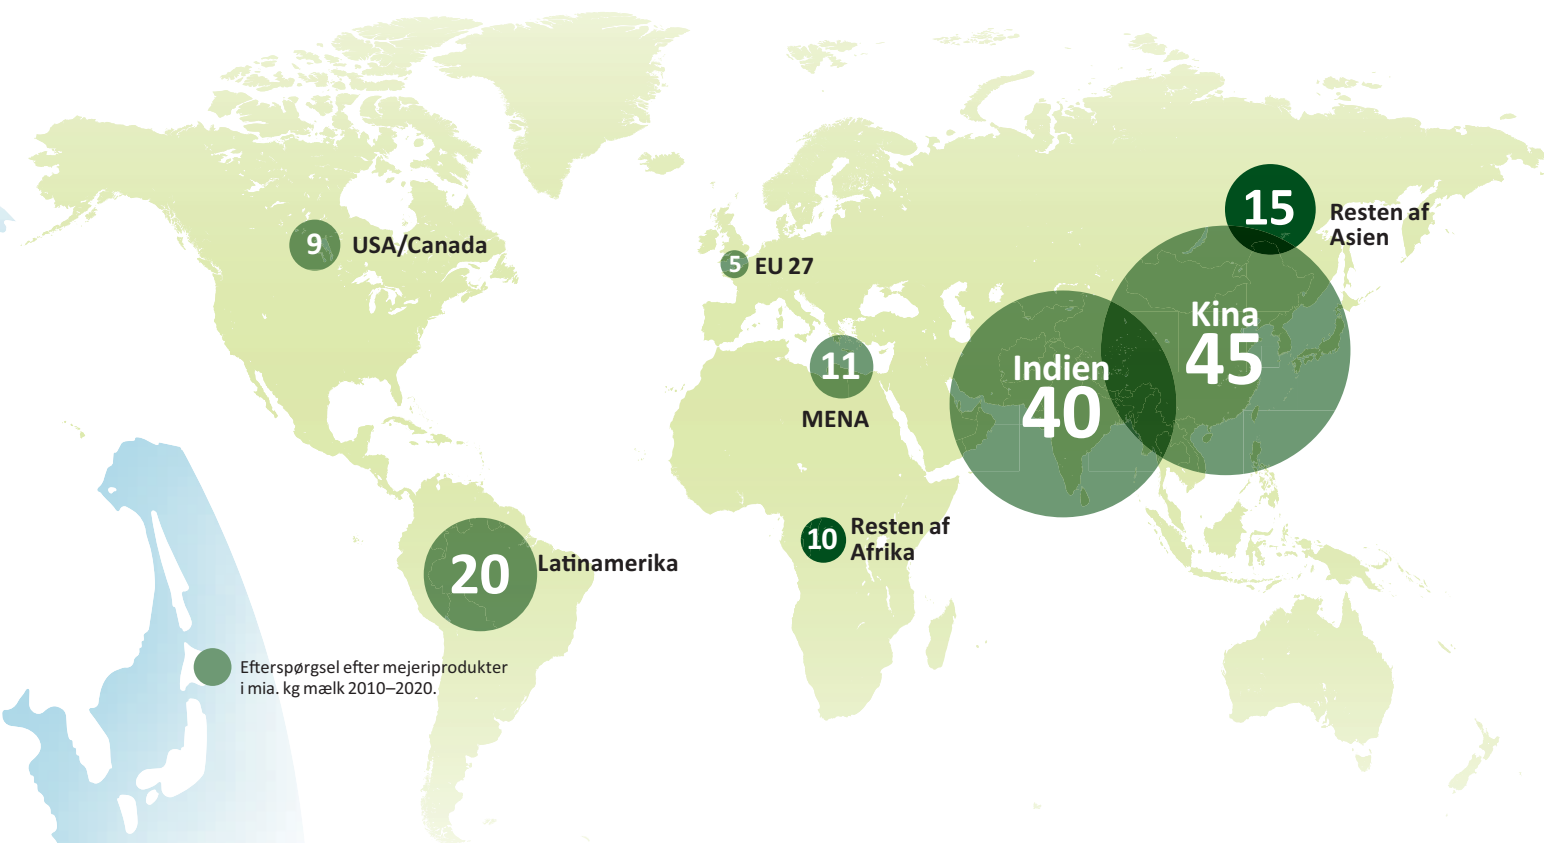 9
USA/Canada
5 EU 27
15
Resten af
Asien
Kina
45
Indien
40
11
MENA
10
Resten af
Afrika
20
Latinamerika
Efterspørgsel efter mejeriprodukter
i mia. kg mælk 2010–2020.